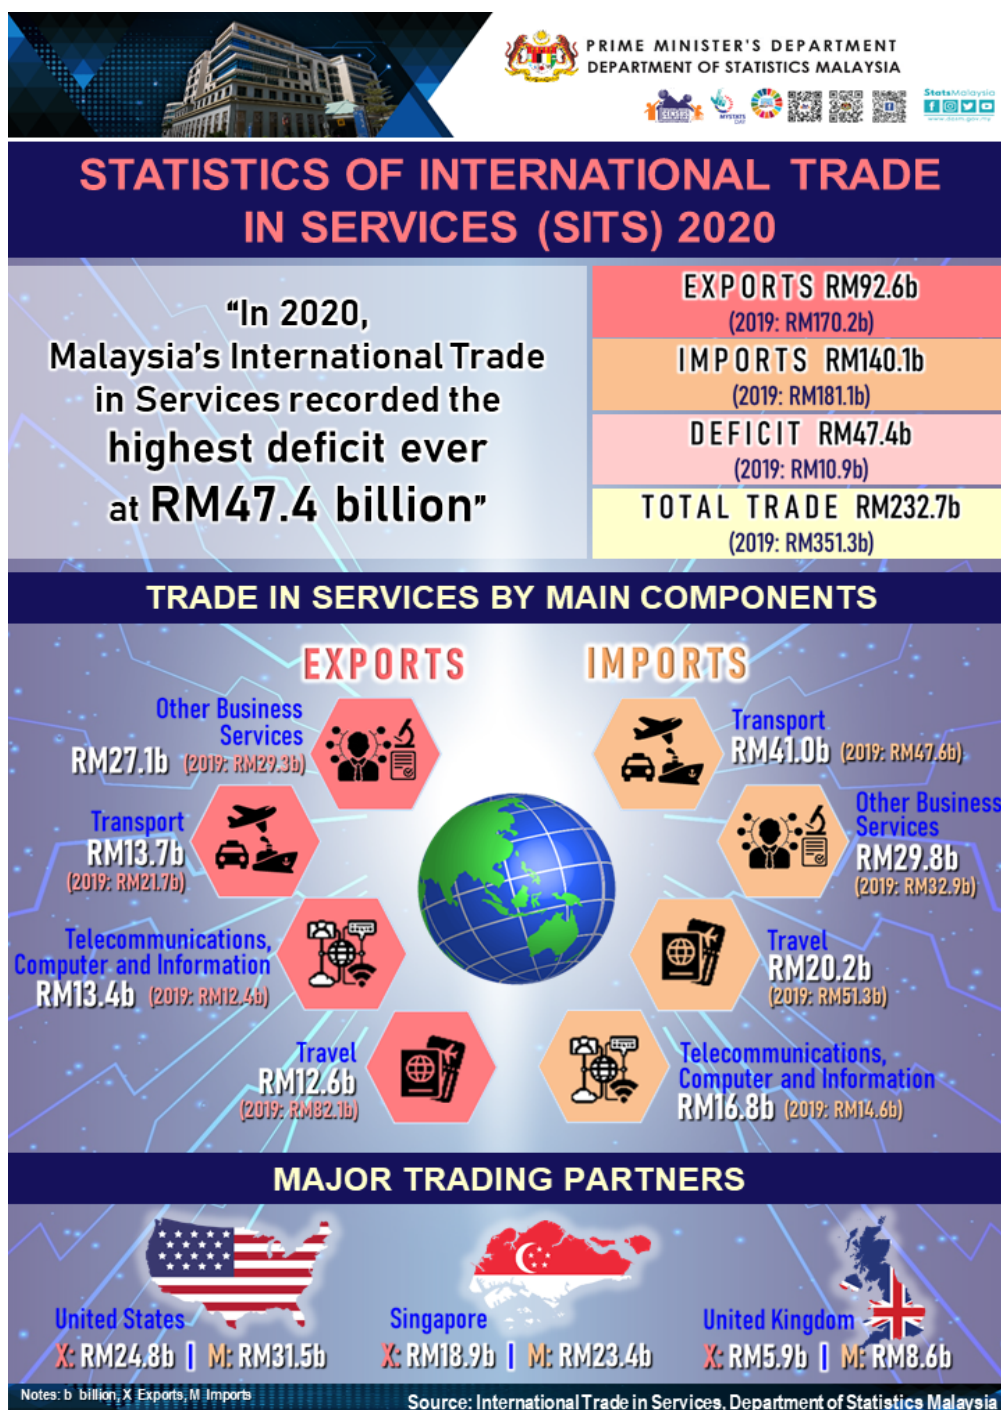 PRIME MINISTER'S DEPARTMENT
DEPARTMENT OF STATISTICS MALAYSIA
MYSTATS
DAY
StatsMalaysia
www.dosm.gov.my
STATISTICS OF INTERNATIONAL TRADE
IN SERVICES (SITS) 2020
“In 2020,
Malaysia's International Trade
in Services recorded the
highest deficit ever
at RM47.4 billion”
EXPORTS RM92.6b
(2019: RM170.2b)
IMPORTS RM140.1b
(2019: RM181.1b)
DEFICIT RM47.4b
(2019: RM10.9b)
TOTAL TRADE RM232.7b
(2019: RM351.3b)
TRADE IN SERVICES BY MAIN COMPONENTS
EXPORTS
Other Business
Services
RM27.1b (2019: RM29.3b)
Transport
RM13.7b
(2019: RM21.7b)
Telecommunications,
Computer and Information
RM13.4b (2019: RM12.4b)
Travel
RM12.6b
(2019: RM82.1b)
IMPORTS
Transport
RM41.0b (2019: RM47.6b)
Other Business
Services
RM29.8b
(2019: RM32.9b)
Travel
RM20.2b
(2019: RM51.3b)
Telecommunications,
Computer and Information
RM16.8b (2019: RM14.6b)
MAJOR TRADING PARTNERS
United States
X: RM24.8b | M: RM31.5b
Singapore
X: RM18.9b | M: RM23.4b
United Kingdom
X: RM5.9b | M: RM8.6b
Notes: b billion, X Exports, M Imports
Source: International Trade in Services, Department of Statistics Malaysia